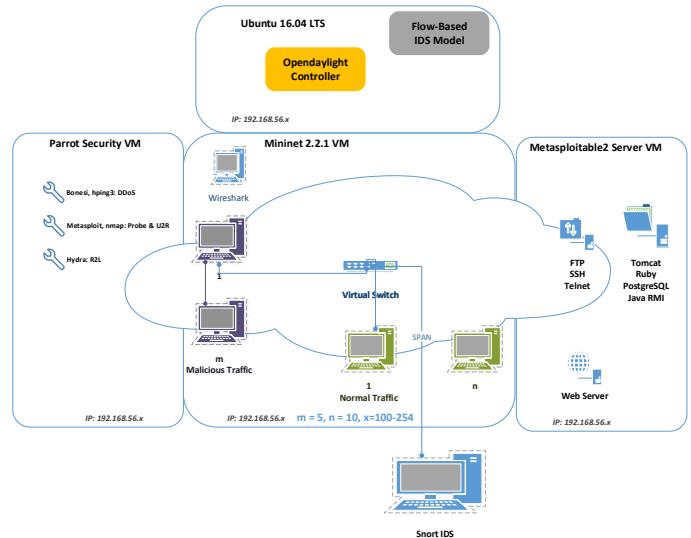 Ubuntu 16.04 LTS
Flow-Based
IDS Model
Opendaylight
Controller
IP: 192.168.56.x
Parrot Security VM
Bonesi, hping3: DDoS
Metasploit, nmap: Probe & U2R
Hydra: R2L
IP: 192.168.56.x
Mininet 2.2.1 VM
Wireshark
1
Virtual Switch
m
Malicious Traffic
SPAN
1
Normal Traffic
n
IP: 192.168.56.x
m = 5, n = 10, x=100-254
Metasploitable2 Server VM
FTP
SSH
Telnet
Tomcat
Ruby
PostgreSQL
Java RMI
Web Server
IP: 192.168.56.x
Snort IDS